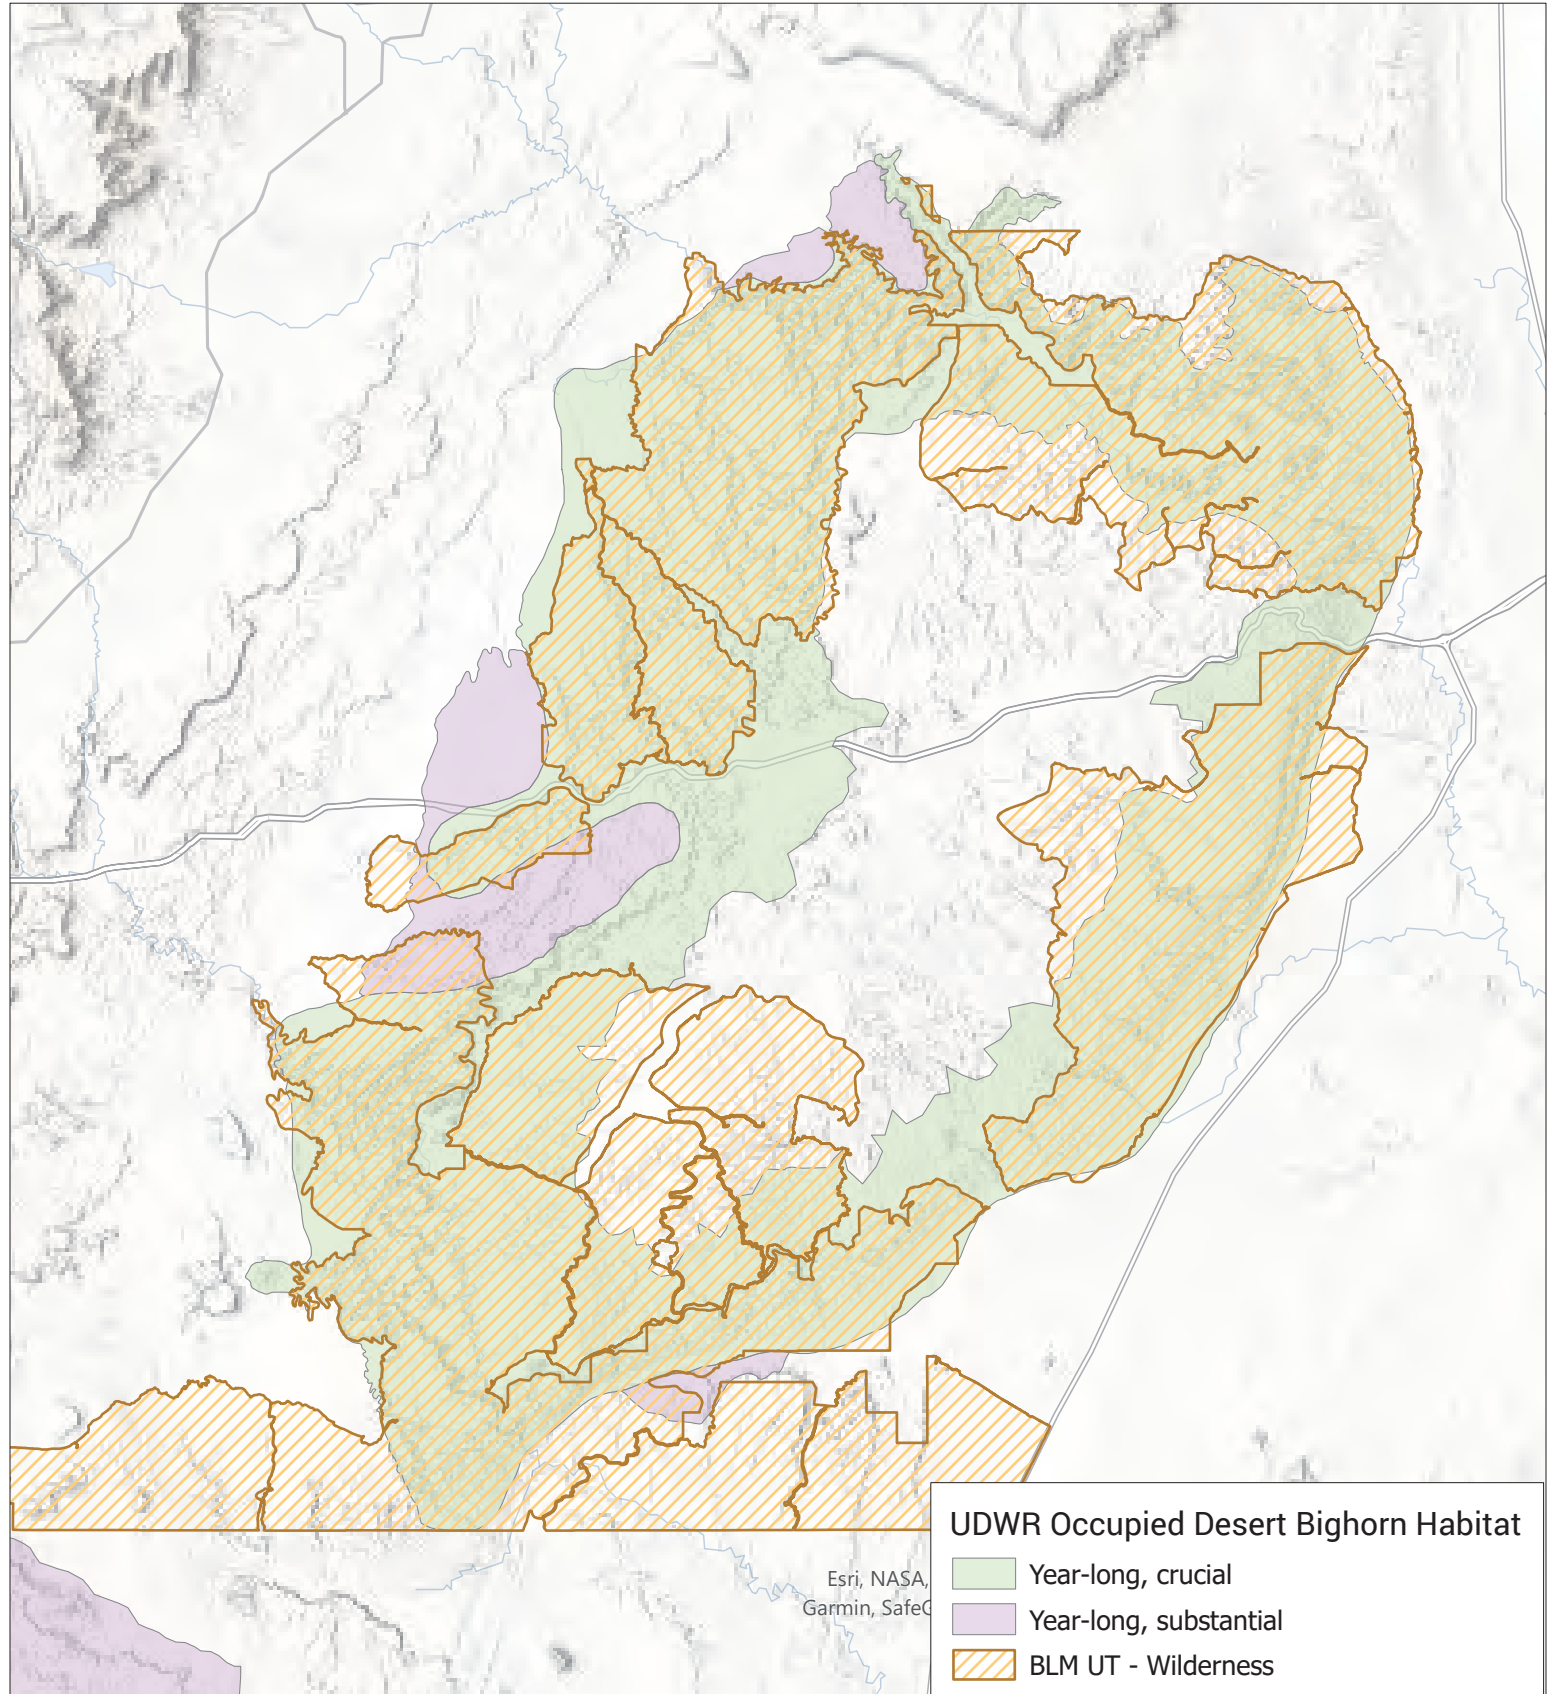 UDWR Occupied Desert Bighorn Habitat
Year-long, crucial
Year-long, substantial
BLM UT - Wilderness
Esri, NASA,
Garmin,